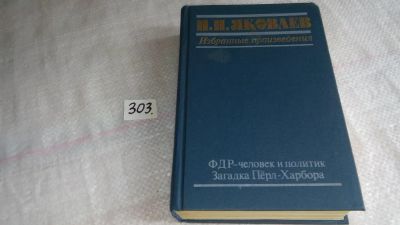 Н.Н.ЯКОВЛЕВ
Избранные произведения
303.
ФДР-человек и политик
Загадка Пёрл-Харбора